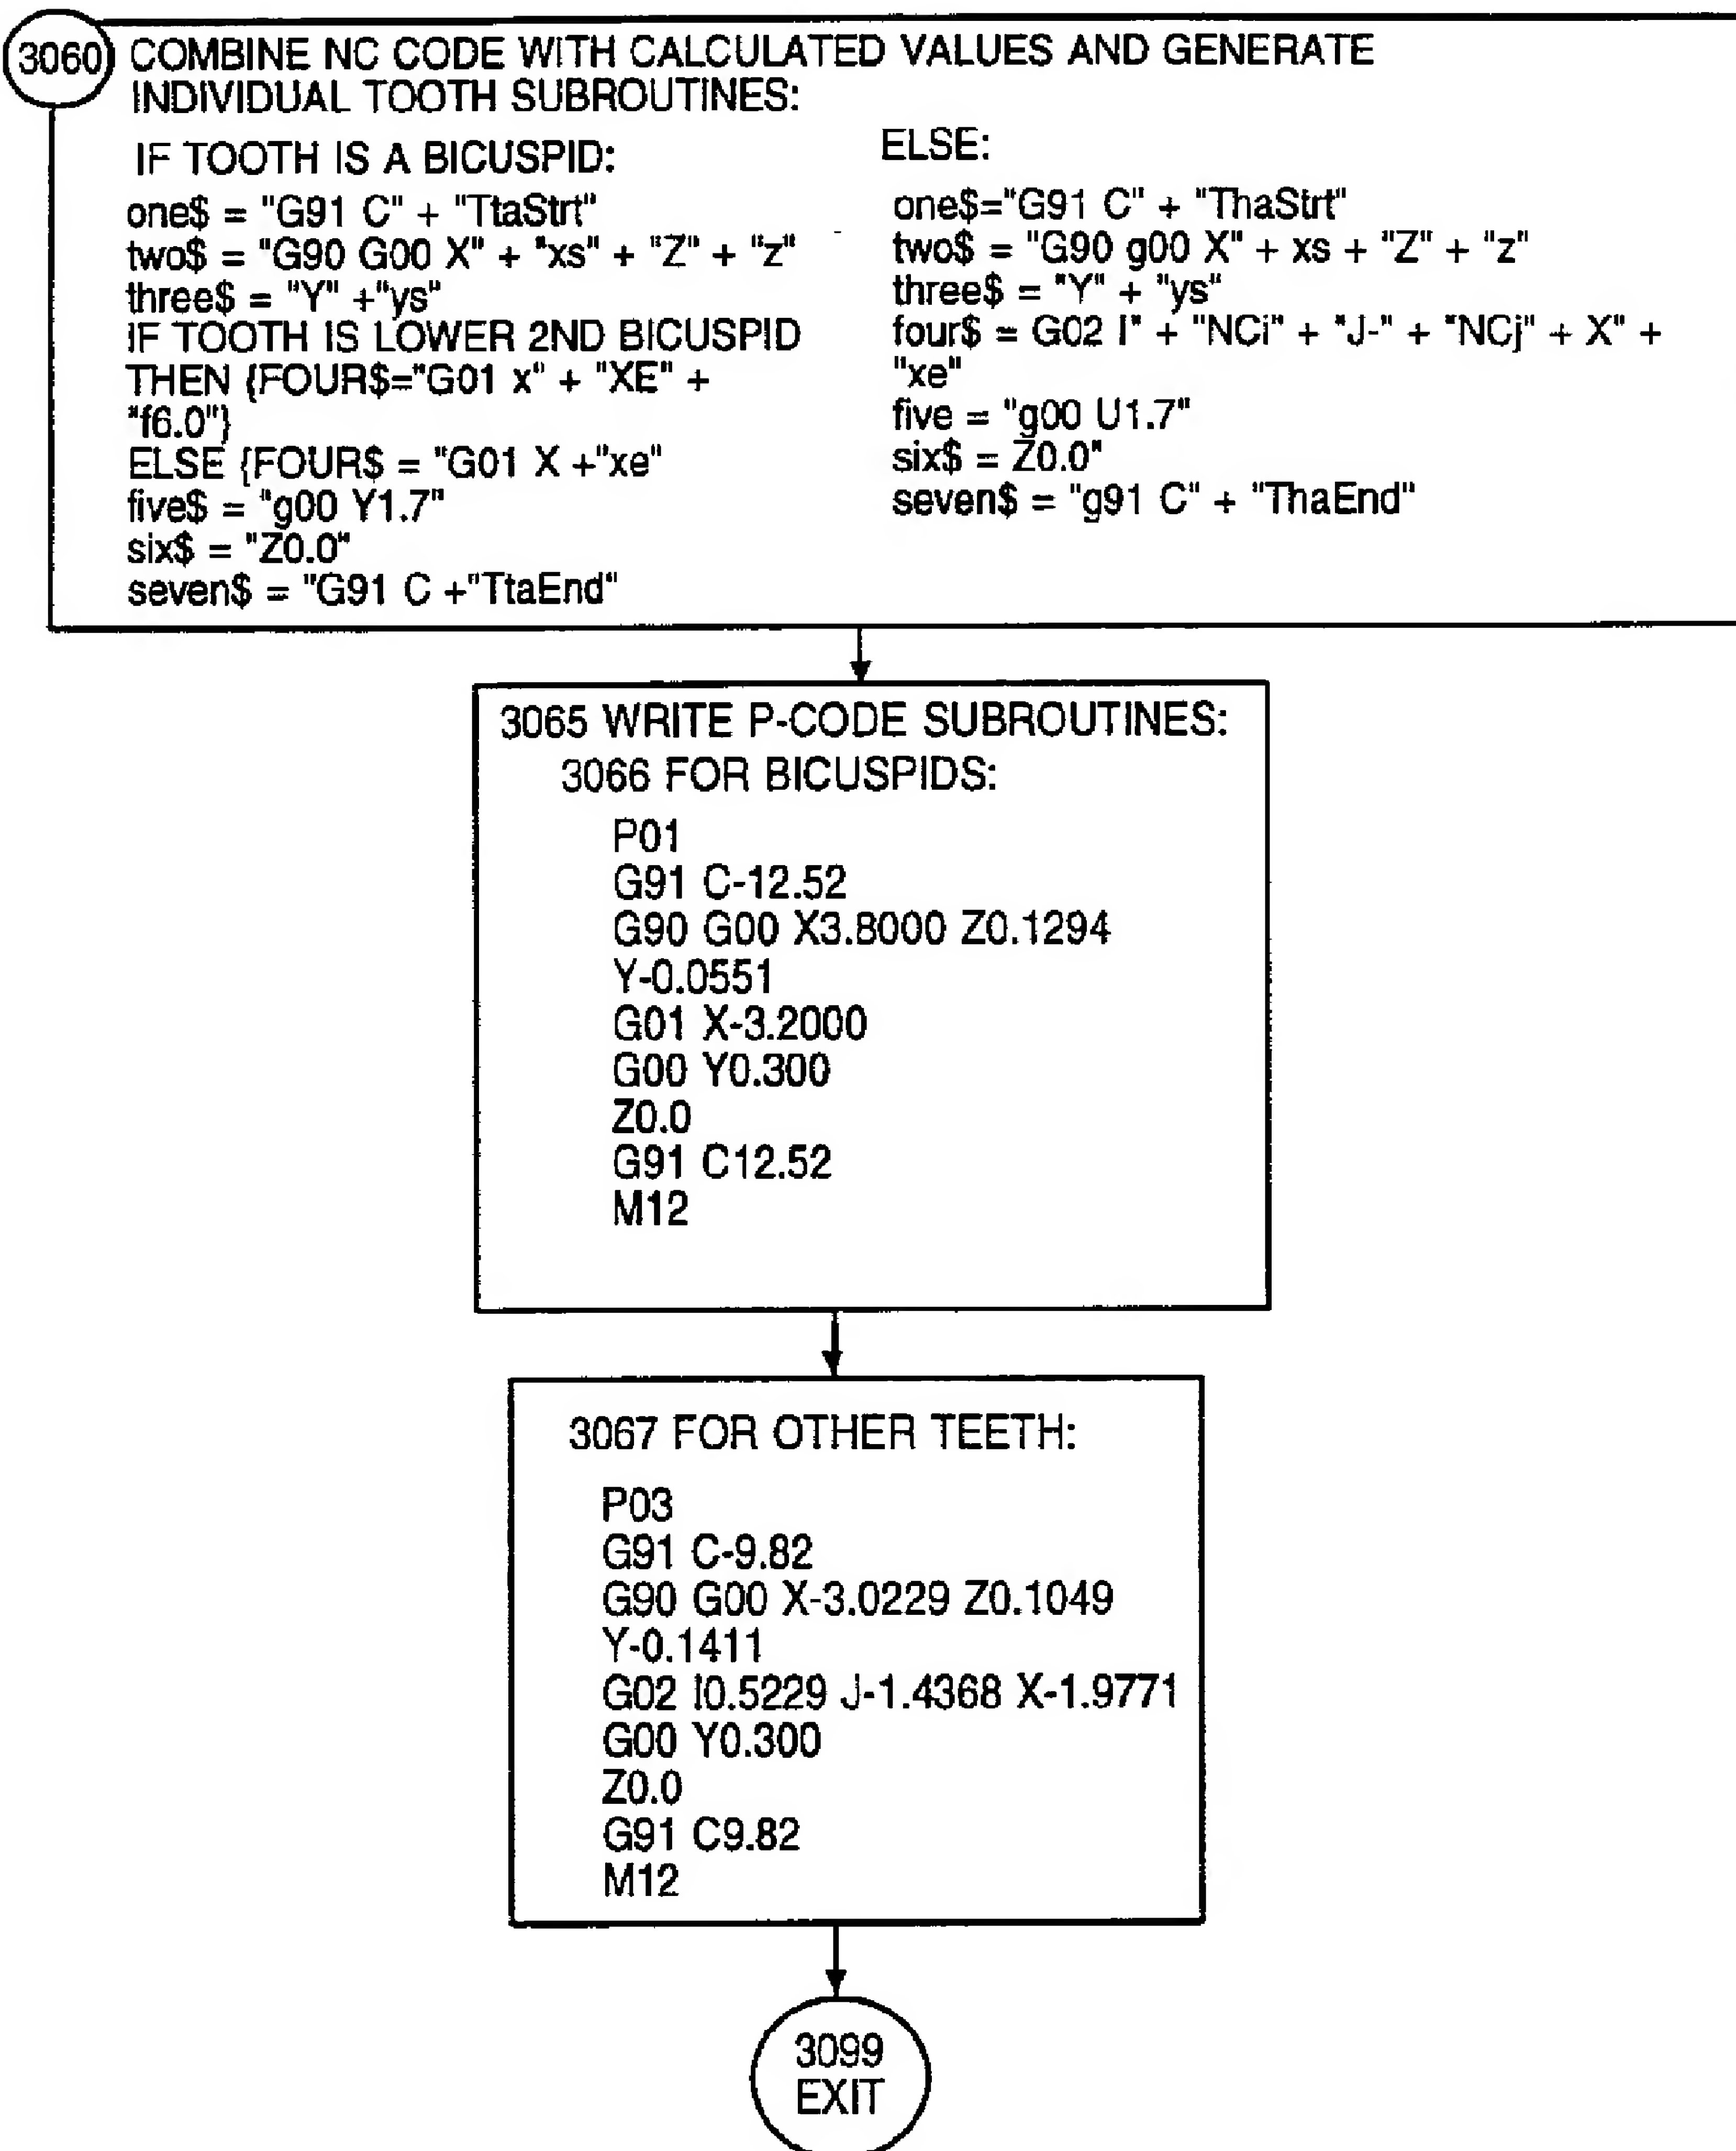 3060 COMBINE NC CODE WITH CALCULATED VALUES AND GENERATE
INDIVIDUAL TOOTH SUBROUTINES:
IF TOOTH IS A BICUSPID:
one$ = "G91 C" + "TtaStrt"
two$ = "G90 G00 X" + "xs" + "Z" + "z"
three$ = "Y" +"ys"
IF TOOTH IS LOWER 2ND BICUSPID
THEN {FOUR$="G01 x" + "XE" +
"f6.0"}
ELSE {FOUR$ = "G01 X +"xe"
five$ = "g00 Y1.7"
six$ = "Z0.0"
seven$ = "G91 C +"TtaEnd"
ELSE:
one$="G91 C" + "ThaStrt"
two$ = "G90 g00 X" + xs + "Z" + "z"
three$ = "Y" + "ys"
four$ = G02 I" + "NCi" + "J-" + "NCj" + X" +
"xe"
five = "g00 U1.7"
six$ = Z0.0"
seven$ = "g91 C" + "ThaEnd"
3065 WRITE P-CODE SUBROUTINES:
3066 FOR BICUSPIDS:
P01
G91 C-12.52
G90 G00 X3.8000 Z0.1294
Y-0.0551
G01 X-3.2000
G00 Y0.300
Z0.0
G91 C12.52
M12
3067 FOR OTHER TEETH:
P03
G91 C-9.82
G90 G00 X-3.0229 Z0.1049
Y-0.1411
G02 I0.5229 J-1.4368 X-1.9771
G00 Y0.300
Z0.0
G91 C9.82
M12
3099
EXIT